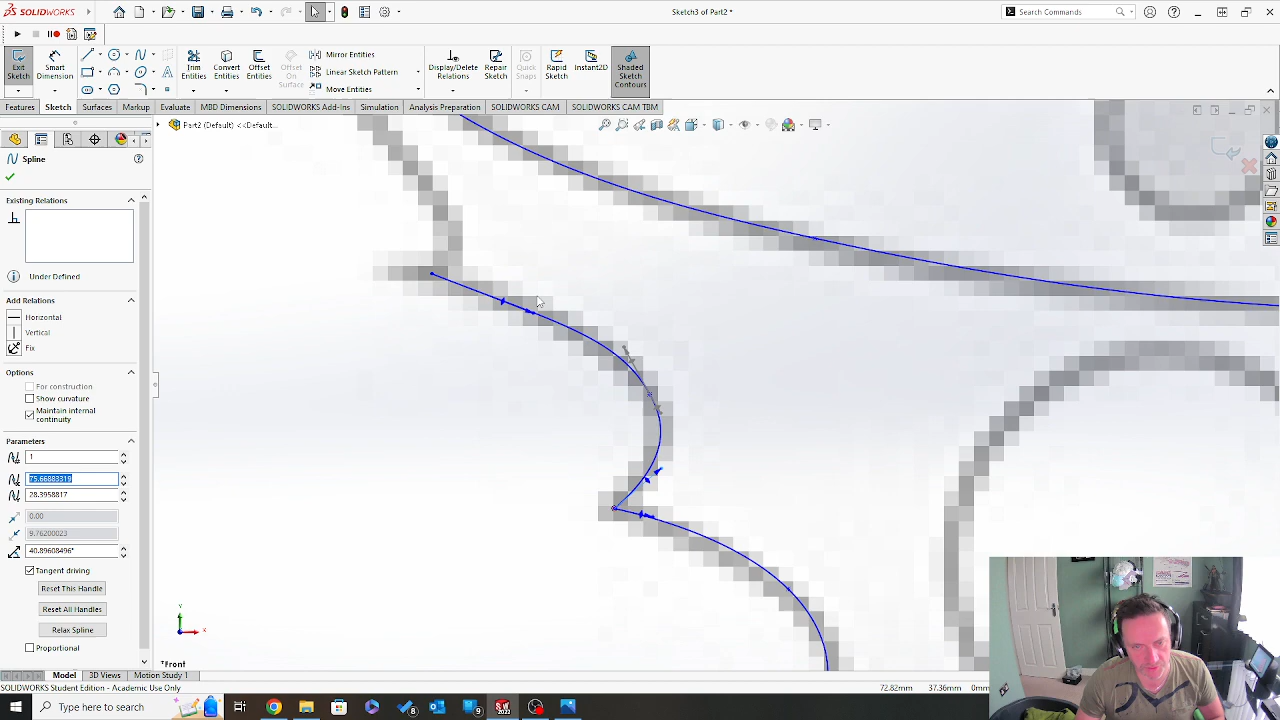 SOLIDWORKS
Sketch3 of Part2 *
Search Commands
Exit Sketch
Smart Dimension
Trim Entities
Convert Entities
Offset Entities
Offset On Surface
Mirror Entities
Linear Sketch Pattern
Move Entities
Display/Delete Relations
Repair Sketch
Quick Snaps
Rapid Sketch
Instant2D
Shaded Sketch Contours
Features
Sketch
Surfaces
Markup
Evaluate
MBD Dimensions
SOLIDWORKS Add-Ins
Simulation
Analysis Preparation
SOLIDWORKS CAM
SOLIDWORKS CAM TBM
Part2 (Default) <<Default...
Spline
Existing Relations
Under Defined
Add Relations
Horizontal
Vertical
Fix
Options
For construction
Show curvature
Maintain internal continuity
Parameters
1
75.66883319
28.3958817
0.00
9.76200023
40.89608496°
Tangent driving
Reset This Handle
Reset All Handles
Relax Spline
Proportional
Y
X
*Front
Model
3D Views
Motion Study 1
SOLIDWORKS Student Edition - Academic Use Only
72.82mm
37.36mm
Type here to search